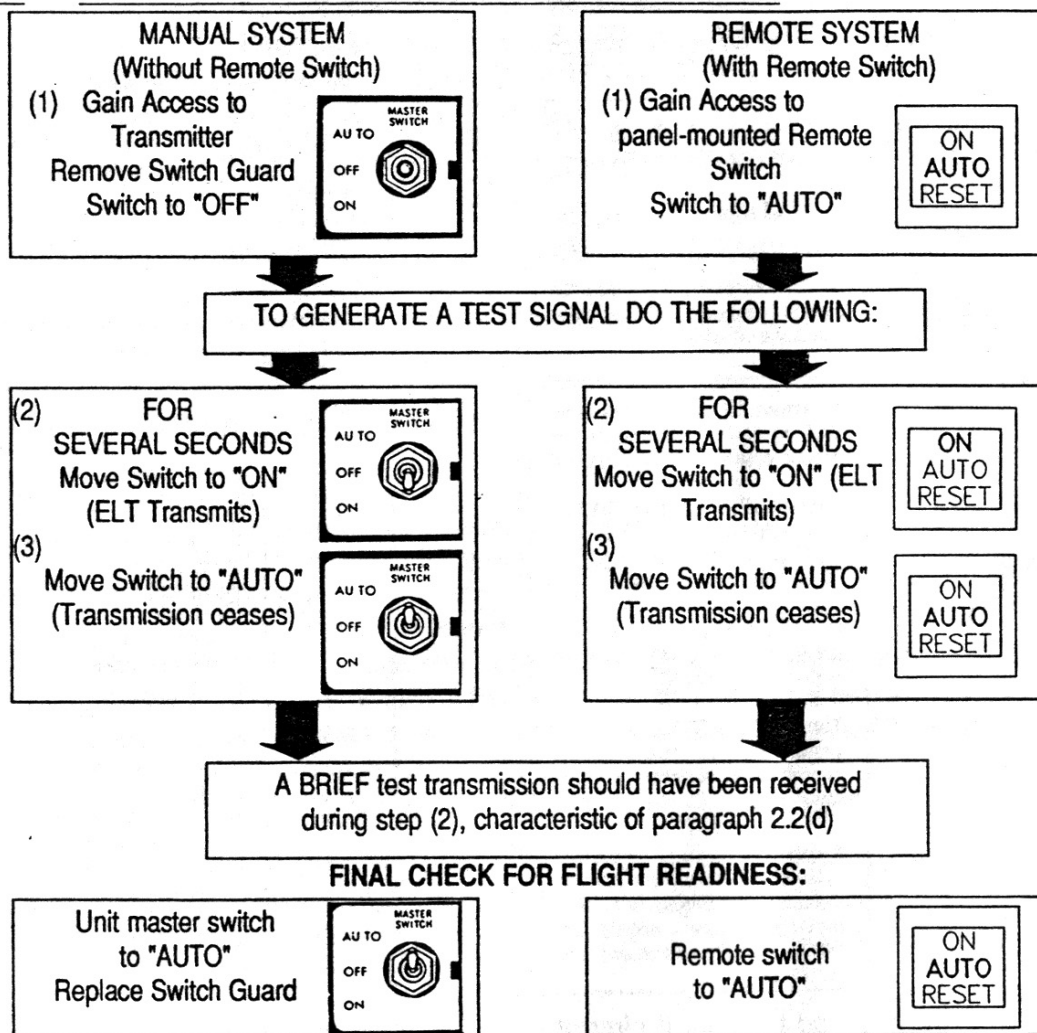 MANUAL SYSTEM
(Without Remote Switch)
(1) Gain Access to
Transmitter
Remove Switch Guard
Switch to "OFF"
MASTER
SWITCH
AU TO
OFF
ON
REMOTE SYSTEM
(With Remote Switch)
(1) Gain Access to
panel-mounted Remote
Switch
Switch to "AUTO"
ON
AUTO
RESET
TO GENERATE A TEST SIGNAL DO THE FOLLOWING:
(2) FOR
SEVERAL SECONDS
Move Switch to "ON"
(ELT Transmits)
MASTER
SWITCH
AU TO
OFF
ON
(3)
Move Switch to "AUTO"
(Transmission ceases)
MASTER
SWITCH
AU TO
OFF
ON
(2) FOR
SEVERAL SECONDS
Move Switch to "ON" (ELT
Transmits)
ON
AUTO
RESET
(3)
Move Switch to "AUTO"
(Transmission ceases)
ON
AUTO
RESET
A BRIEF test transmission should have been received
during step (2), characteristic of paragraph 2.2(d)
FINAL CHECK FOR FLIGHT READINESS:
Unit master switch
to "AUTO"
Replace Switch Guard
MASTER
SWITCH
AU TO
OFF
ON
Remote switch
to "AUTO"
ON
AUTO
RESET